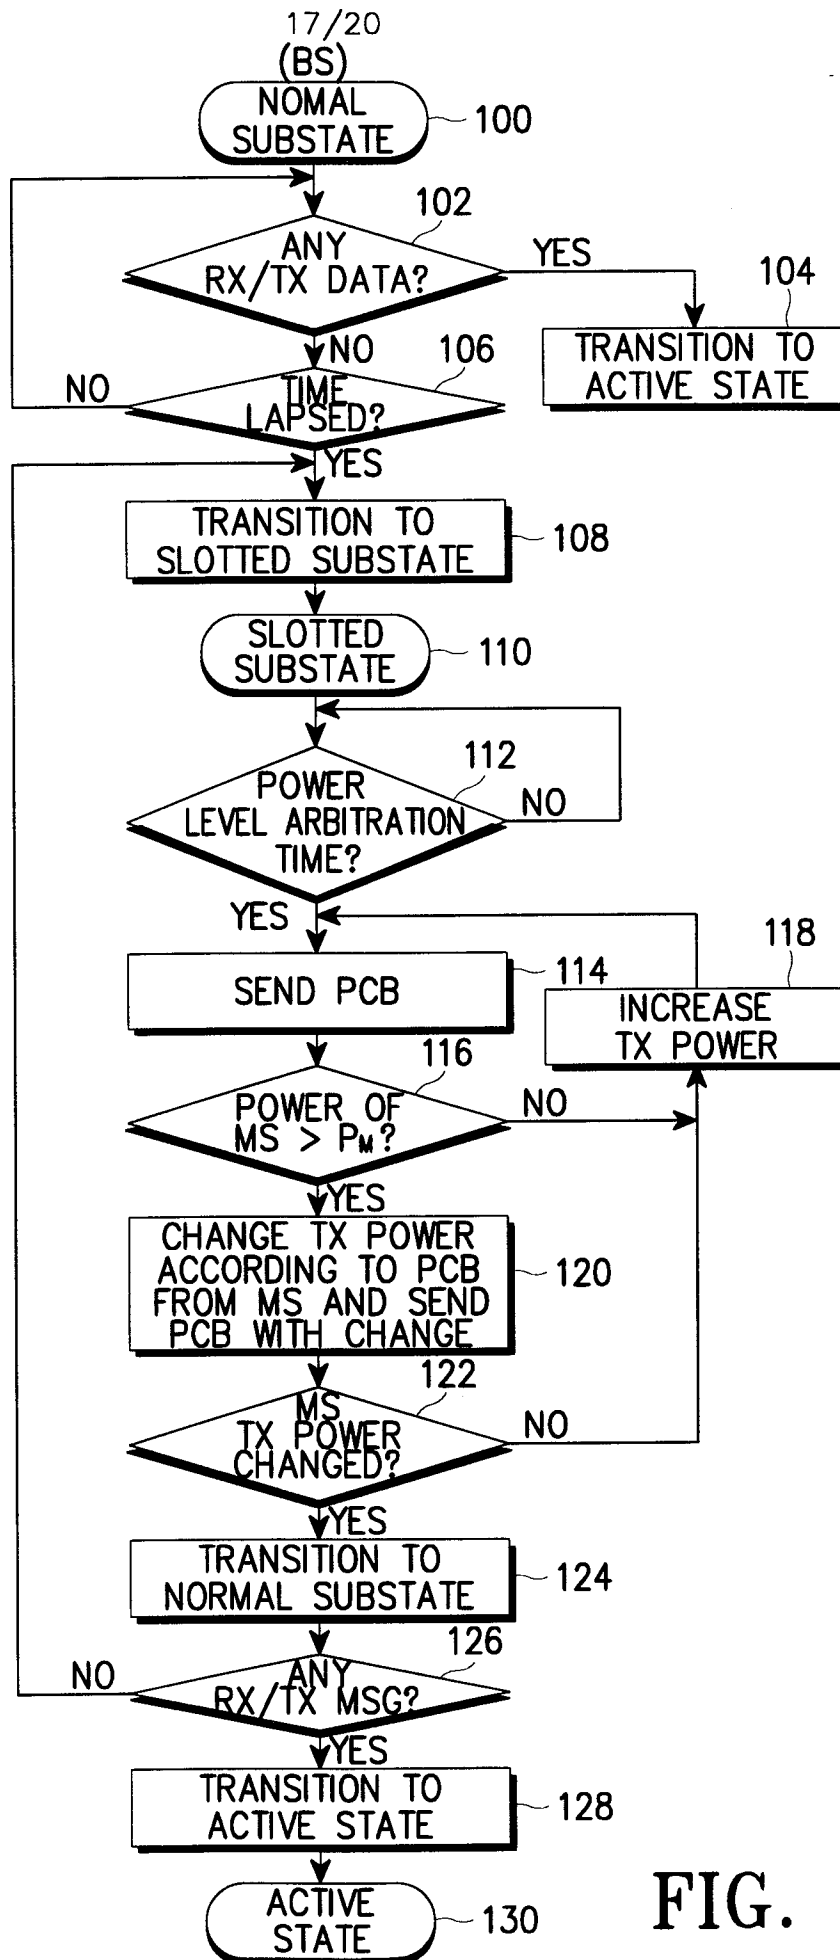 17/20
(BS)
NOMAL
SUBSTATE
100
102
ANY
RX/TX DATA?
YES
104
TRANSITION TO
ACTIVE STATE
NO
106
TIME
LAPSED?
NO
YES
TRANSITION TO
SLOTTED SUBSTATE
108
SLOTTED
SUBSTATE
110
112
POWER
LEVEL ARBITRATION
TIME?
NO
YES
SEND PCB
114
118
INCREASE
TX POWER
116
POWER OF
MS > PM?
NO
YES
CHANGE TX POWER
ACCORDING TO PCB
FROM MS AND SEND
PCB WITH CHANGE
120
122
MS
TX POWER
CHANGED?
NO
YES
TRANSITION TO
NORMAL SUBSTATE
124
126
ANY
RX/TX MSG?
NO
YES
TRANSITION TO
ACTIVE STATE
128
ACTIVE
STATE
130
FIG.